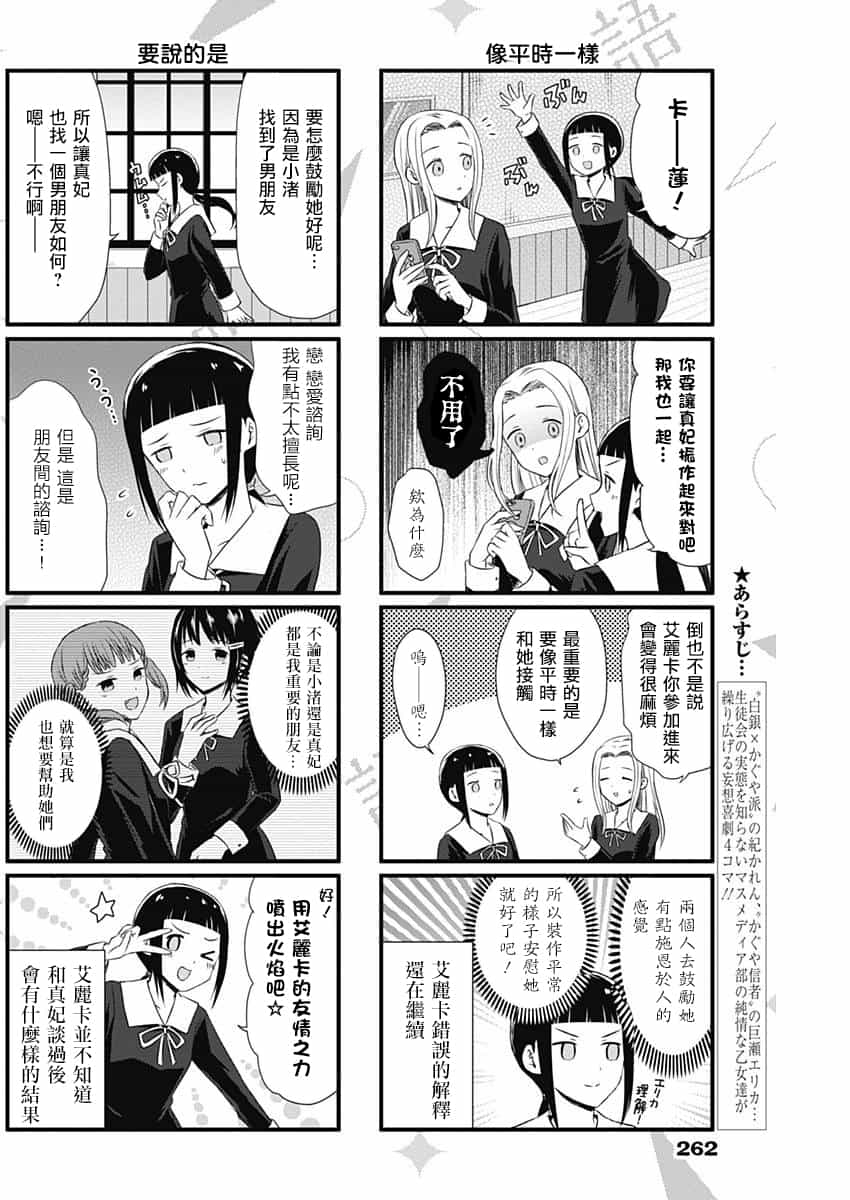 像平時一樣
卡——蓮！
ぶん
ぶん
你要讓真妃振作起來對吧
那我也一起…
不用了
欸為什麼
倒也不是說
艾麗卡你參加進來
會變得很麻煩
最重要的是
要像平時一樣
和她接觸
嗚——嗯…
兩個人去鼓勵她
有點施恩於人的
感覺
所以裝作平常
的樣子安慰她
就好了吧！
エリカ
理解！
艾麗卡錯誤的解釋
還在繼續
要說的是
要怎麼鼓勵她好呢…
因為是小渚
找到了男朋友
所以讓真妃
也找一個男朋友如何？
嗯——不行啊——
ウムム…
戀 戀愛諮詢
我有點不太擅長呢…
うぅ…
但是 這是
朋友間的諮詢…！
不論是小渚還是真妃
都是我重要的朋友…
就算是我
也想要幫助她們
好！
用艾麗卡的友情之力
噴出火焰吧☆
艾麗卡並不知道
和真妃談過後
會有什麼樣的結果
★あらすじ…
“白銀×かぐや派”の紀かれん、“かぐや信者”の巨瀬エリカ…
生徒会の実態を知らないマスメディア部の純情な乙女達が
繰り広げる妄想喜劇４コマ!!
262
語